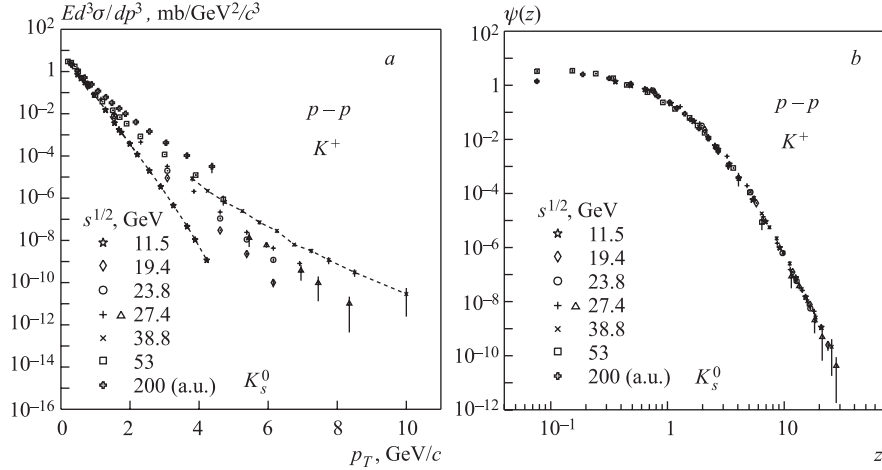 Ed³σ/dp³, mb/GeV²/c³
10²
1
10⁻²
10⁻⁴
10⁻⁶
10⁻⁸
10⁻¹⁰
10⁻¹²
10⁻¹⁴
10⁻¹⁶
a
p – p
K⁺
s^{1/2}, GeV
11.5
19.4
23.8
27.4
38.8
53
200 (a.u.) K⁰ₛ
0 2 4 6 8 10
p_T, GeV/c
ψ(z)
10²
1
10⁻²
10⁻⁴
10⁻⁶
10⁻⁸
10⁻¹⁰
10⁻¹²
b
p – p
K⁺
s^{1/2}, GeV
11.5
19.4
23.8
27.4
38.8
53
200 (a.u.) K⁰ₛ
10⁻¹ 1 10
z